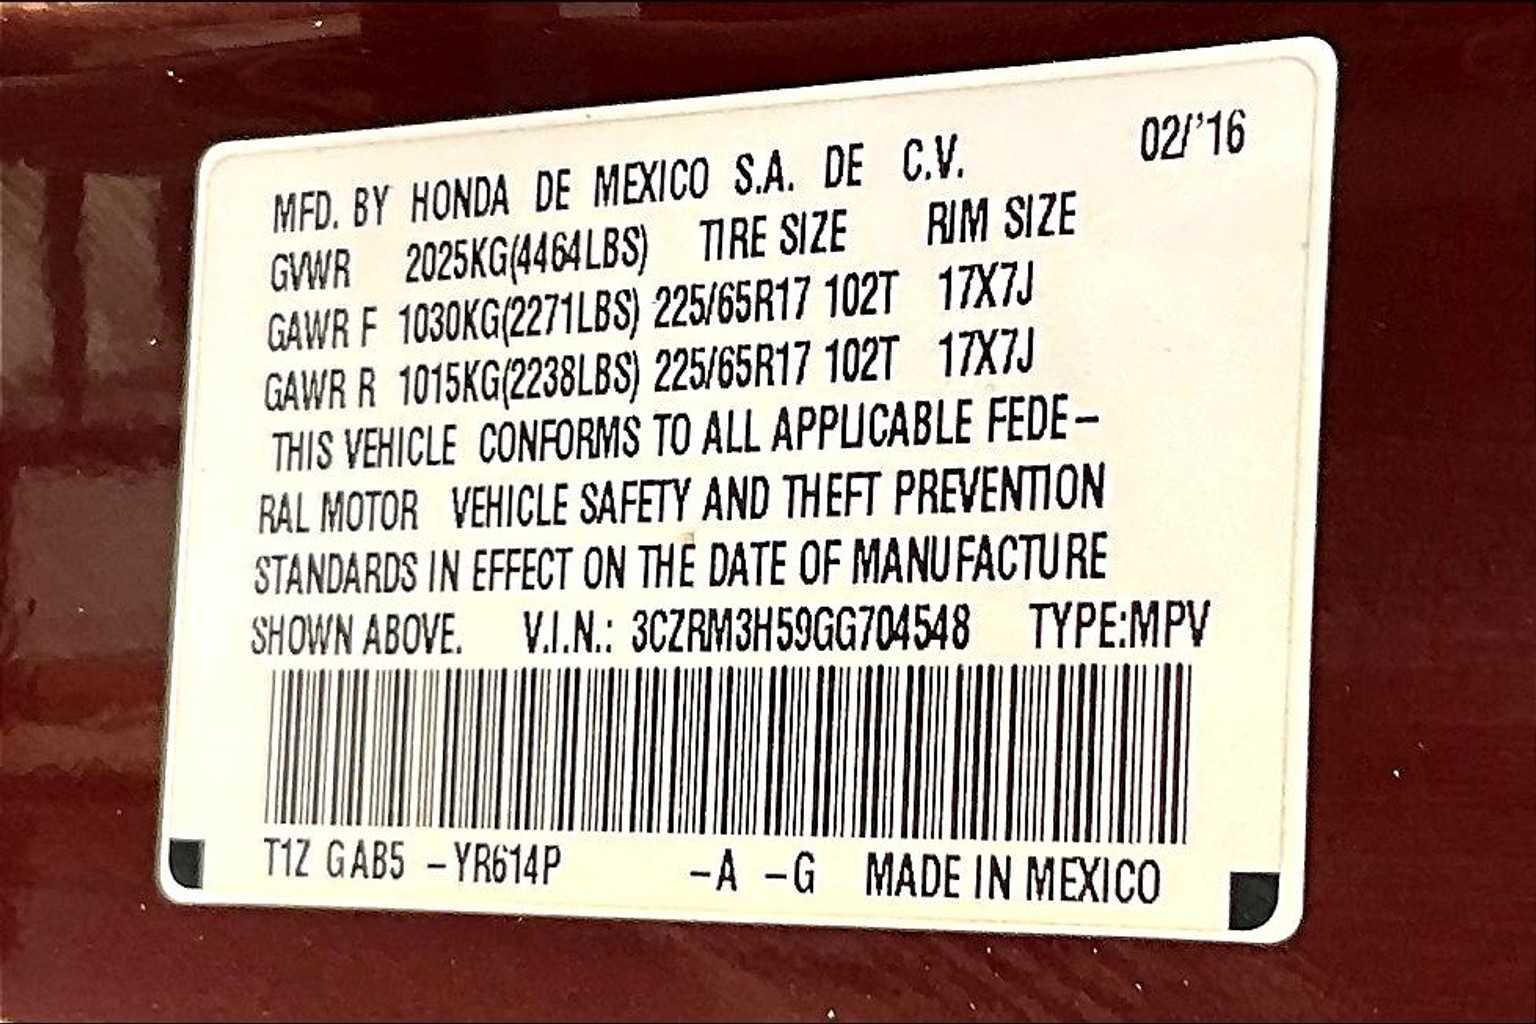 MFD. BY HONDA DE MEXICO S.A. DE C.V. 02/'16
GVWR 2025KG(4464LBS) TIRE SIZE RIM SIZE
GAWR F 1030KG(2271LBS) 225/65R17 102T 17X7J
GAWR R 1015KG(2238LBS) 225/65R17 102T 17X7J
THIS VEHICLE CONFORMS TO ALL APPLICABLE FEDE-
RAL MOTOR VEHICLE SAFETY AND THEFT PREVENTION
STANDARDS IN EFFECT ON THE DATE OF MANUFACTURE
SHOWN ABOVE. V.I.N.: 3CZRM3H59GG704548 TYPE:MPV
T1Z GAB5 -YR614P -A -G MADE IN MEXICO